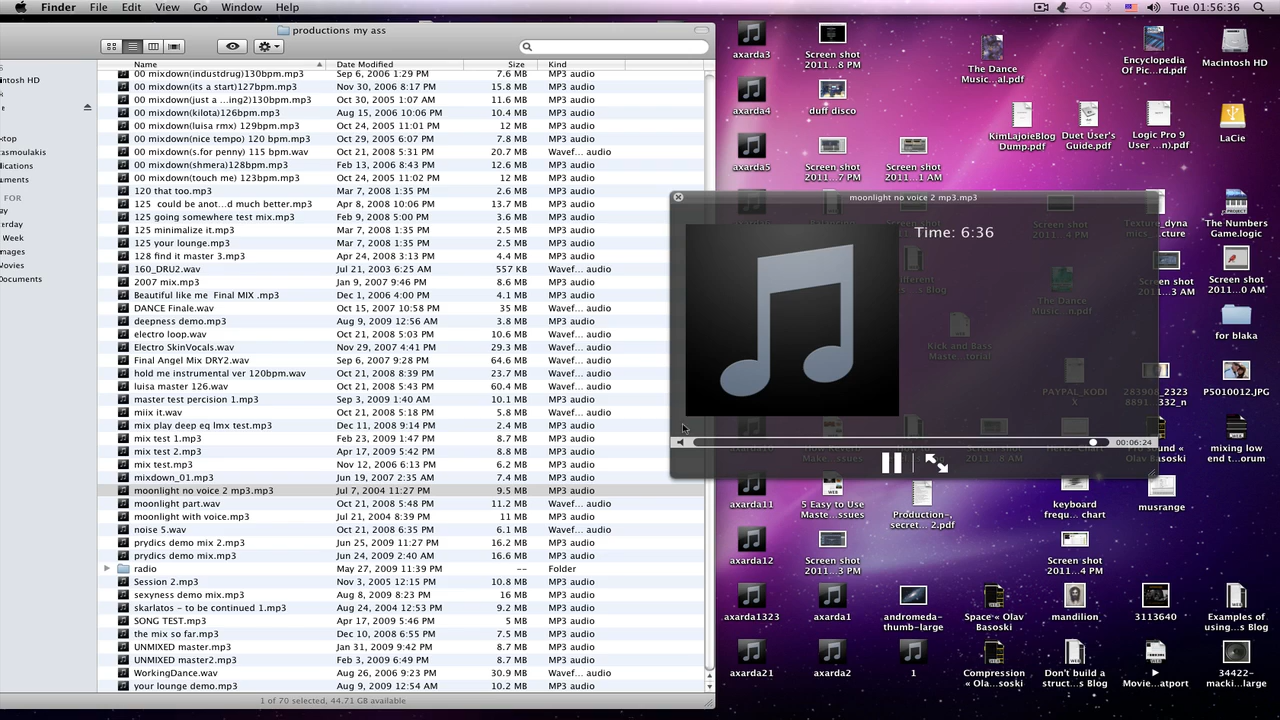 Finder File Edit View Go Window Help Tue 01:56:36
productions my ass
Name Date Modified Size Kind
00 mixdown(industdrug)130bpm.mp3 Sep 6, 2006 1:29 PM 7.6 MB MP3 audio
00 mixdown(its a start)127bpm.mp3 Nov 30, 2006 8:17 PM 15.8 MB MP3 audio
00 mixdown(just a ...ing2)130bpm.mp3 Oct 30, 2005 1:07 AM 11.6 MB MP3 audio
00 mixdown(kilota)126bpm.mp3 Aug 15, 2006 10:06 PM 10.4 MB MP3 audio
00 mixdown(luisa rmx) 129bpm.mp3 Oct 24, 2005 11:01 PM 12 MB MP3 audio
00 mixdown(nice tempo) 120 bpm.mp3 Oct 29, 2005 6:07 PM 7.8 MB MP3 audio
00 mixdown(s.for penny) 115 bpm.wav Oct 21, 2008 5:31 PM 20.7 MB Wavef... audio
00 mixdown(shmera)128bpm.mp3 Feb 13, 2006 8:43 PM 12.6 MB MP3 audio
00 mixdown(touch me) 123bpm.mp3 Oct 24, 2005 11:02 PM 12 MB MP3 audio
120 that too.mp3 Mar 7, 2008 1:35 PM 2.6 MB MP3 audio
125 could be anot...d much better.mp3 Apr 8, 2008 10:06 PM 13.7 MB MP3 audio
125 going somewhere test mix.mp3 Feb 9, 2008 5:00 PM 3.6 MB MP3 audio
125 minimalize it.mp3 Mar 7, 2008 1:35 PM 2.5 MB MP3 audio
125 your lounge.mp3 Mar 7, 2008 1:35 PM 2.5 MB MP3 audio
128 find it master 3.mp3 Apr 24, 2008 3:13 PM 4.4 MB MP3 audio
160_DRU2.wav Jul 21, 2003 6:25 AM 557 KB Wavef... audio
2007 mix.mp3 Jan 9, 2007 9:46 PM 8.6 MB MP3 audio
Beautiful like me Final MIX .mp3 Dec 1, 2006 4:00 PM 4.1 MB MP3 audio
DANCE Finale.wav Oct 15, 2007 10:58 PM 35 MB Wavef... audio
deepness demo.mp3 Aug 9, 2009 12:56 AM 3.8 MB MP3 audio
electro loop.wav Oct 21, 2008 5:03 PM 10.6 MB Wavef... audio
Electro SkinVocals.wav Nov 29, 2007 4:41 PM 29.3 MB Wavef... audio
Final Angel Mix DRY2.wav Sep 6, 2007 9:28 PM 64.6 MB Wavef... audio
hold me instrumental ver 120bpm.wav Oct 21, 2008 8:39 PM 23.7 MB Wavef... audio
luisa master 126.wav Oct 21, 2008 5:43 PM 60.4 MB Wavef... audio
master test percision 1.mp3 Sep 3, 2009 1:40 AM 10.1 MB MP3 audio
miix it.wav Oct 21, 2008 5:18 PM 5.8 MB Wavef... audio
mix play deep eq lmx test.mp3 Dec 11, 2008 9:14 PM 2.4 MB MP3 audio
mix test 1.mp3 Feb 23, 2009 1:47 PM 8.7 MB MP3 audio
mix test 2.mp3 Apr 15, 2009 5:00 PM 8.8 MB MP3 audio
mix test.mp3 Nov 12, 2006 6:13 PM 6.2 MB MP3 audio
mixdown_01.mp3 Jun 19, 2007 2:35 AM 7.4 MB MP3 audio
moonlight no voice 2 mp3.mp3 Jul 7, 2004 11:27 PM 9.5 MB MP3 audio
moonlight part.wav Oct 21, 2008 5:48 PM 11.2 MB Wavef... audio
moonlight with voice.mp3 Jul 21, 2004 8:39 PM 11 MB MP3 audio
noise 5.wav Oct 21, 2008 6:35 PM 6.1 MB Wavef... audio
prydics demo mix 2.mp3 Jun 25, 2009 11:27 PM 16.2 MB MP3 audio
prydics demo mix.mp3 Jun 24, 2009 2:40 AM 16.6 MB MP3 audio
radio May 27, 2009 11:39 PM -- Folder
Session 2.mp3 Nov 3, 2005 12:15 PM 10.8 MB MP3 audio
sexyness demo mix.mp3 Aug 8, 2009 8:23 PM 16 MB MP3 audio
skarlatos - to be continued 1.mp3 Aug 24, 2004 12:53 PM 9.2 MB MP3 audio
SONG TEST.mp3 Apr 17, 2009 5:46 PM 5 MB MP3 audio
the mix so far.mp3 Dec 10, 2008 6:55 PM 7.5 MB MP3 audio
UNMIXED master.mp3 Jan 31, 2009 9:42 PM 8.7 MB MP3 audio
UNMIXED master2.mp3 Feb 3, 2009 6:49 PM 8.7 MB MP3 audio
WorkingDance.wav Aug 26, 2006 9:23 PM 30.9 MB Wavef... audio
your lounge demo.mp3 Aug 9, 2009 12:54 AM 10.2 MB MP3 audio
1 of 70 selected, 44.71 GB available
S
intosh HD
ktop
asmoulakis
lications
uments
FOR
ay
erday
Week
mages
Movies
Documents
moonlight no voice 2 mp3.mp3
Time: 6:36
00:06:24
axarda3
Screen shot
2011...8 PM
The Dance
Music...al.pdf
Encyclopedia
Of Pic...rd.pdf
Macintosh HD
axarda4
duff disco
KimLajoieBlog
Dump.pdf
Duet User's
Guide.pdf
Logic Pro 9
User ...n).pdf
LaCie
axarda5
Screen shot
2011...7 PM
Screen shot
2011...1 AM
Screen shot
2011...4 PM
Texture_dyna
mics_...cture
The Numbers
Game.logic
The Dance
Music...n.pdf
...3 AM
Screen shot
2011...0 AM
Kick and Bass
Maste...torial
for blaka
PAYPAL_KODI
X
283908_2323
8891_...332_n
P5010012.JPG
mixing low
end t...orum
axarda11
5 Easy to Use
Maste...ssues
Production-,
secret... 2.pdf
keyboard
frequ... chart
musrange
axarda12
Screen shot
2011...3 PM
Screen shot
2011...4 PM
axarda1323
axarda1
andromeda-
thumb-large
Space « Olav
Basoski
mandilion
3113640
Examples of
using...s Blog
axarda21
axarda2
1
Compression
« Ola...soski
Don't build a
struct...s Blog
Movie...atport
34422-
macki...large